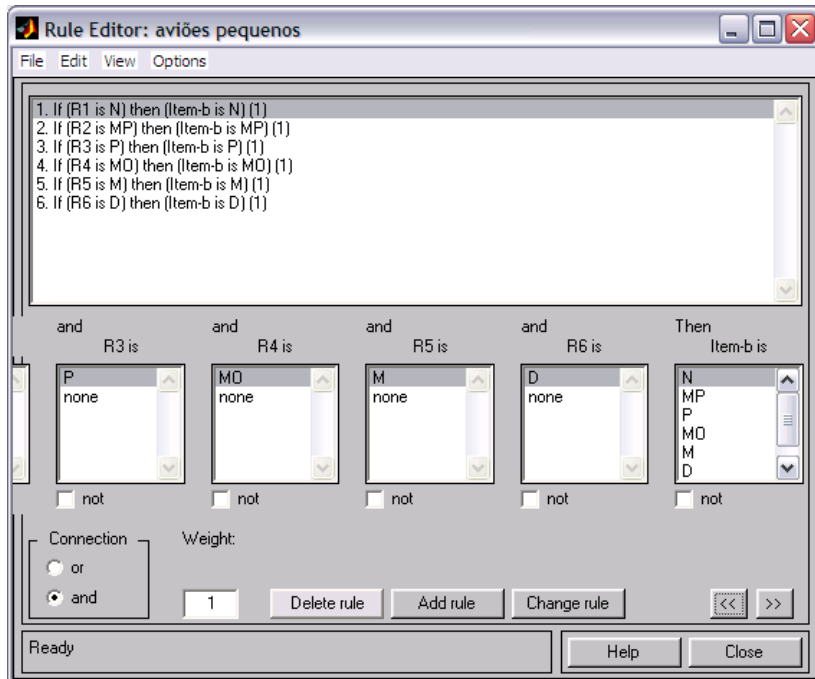 Rule Editor: aviões pequenos
File Edit View Options
1. If (R1 is N) then (Item-b is N) (1)
2. If (R2 is MP) then (Item-b is MP) (1)
3. If (R3 is P) then (Item-b is P) (1)
4. If (R4 is MO) then (Item-b is MO) (1)
5. If (R5 is M) then (Item-b is M) (1)
6. If (R6 is D) then (Item-b is D) (1)
and and and and Then
R3 is R4 is R5 is R6 is Item-b is
P MO M D N
none none none none MP
P
MO
M
D
not not not not not
Connection Weight:
or
and 1 Delete rule Add rule Change rule << >>
Ready Help Close